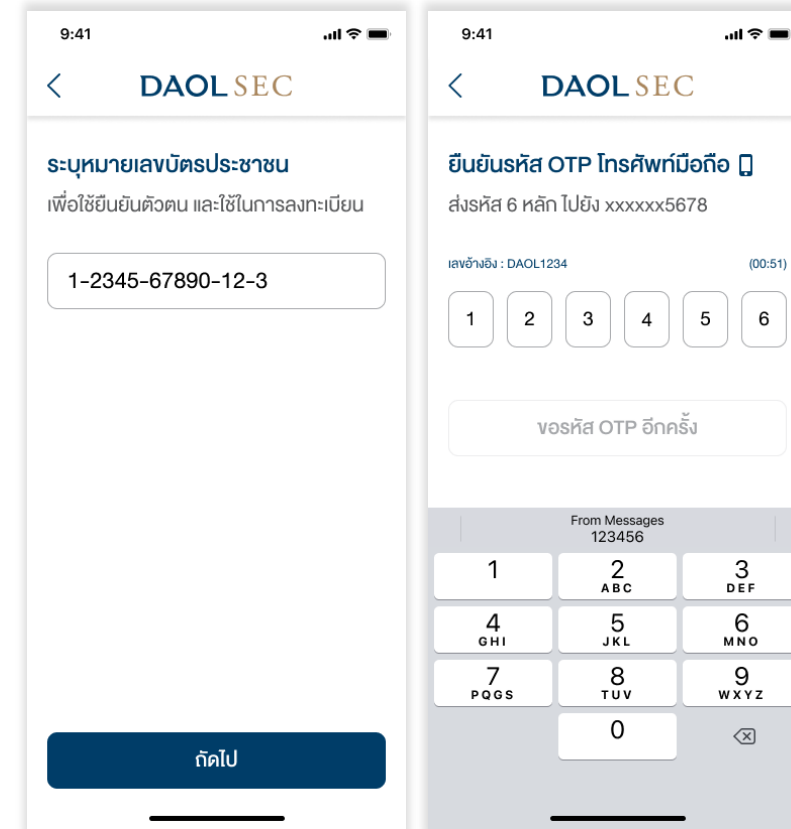 9:41
DAOL SEC
ระบุหมายเลขบัตรประชาชน
เพื่อใช้ยืนยันตัวตน และใช้ในการลงทะเบียน
1-2345-67890-12-3
ถัดไป
9:41
DAOL SEC
ยืนยันรหัส OTP โทรศัพท์มือถือ
ส่งรหัส 6 หลัก ไปยัง xxxxxx5678
เลขอ้างอิง : DAOL1234 (00:51)
1 2 3 4 5 6
ขอรหัส OTP อีกครั้ง
From Messages
123456
1 2 3
ABC DEF
4 5 6
GHI JKL MNO
7 8 9
PQGS TUV WXYZ
0